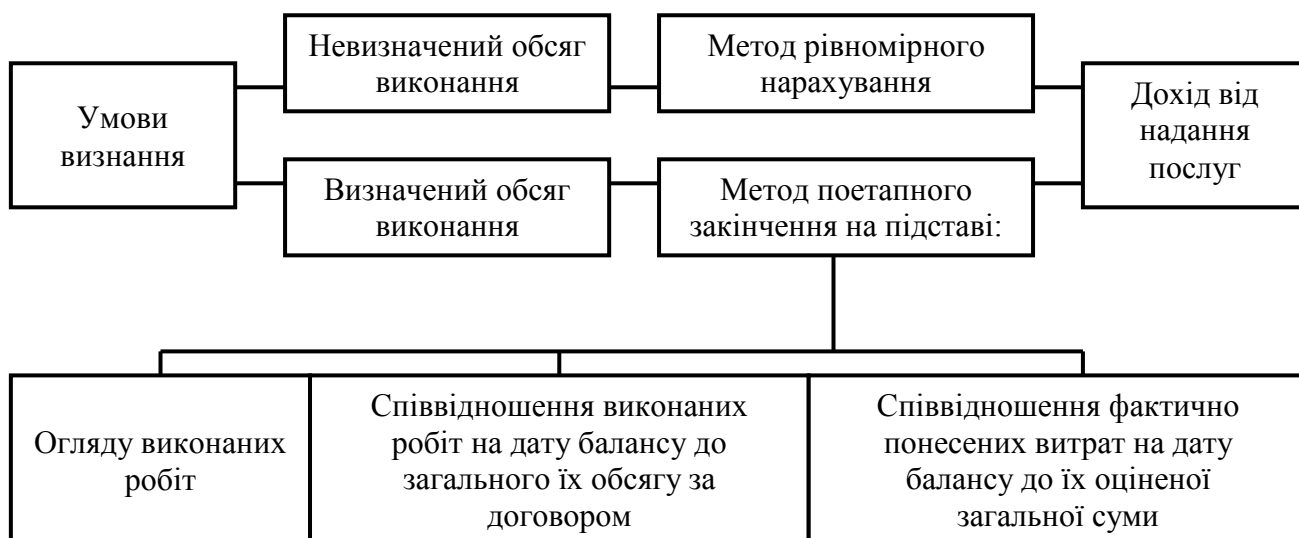 Умови
визнання
Невизначений обсяг
виконання
Метод рівномірного
нарахування
Дохід від
надання
послуг
Визначений обсяг
виконання
Метод поетапного
закінчення на підставі:
Огляду виконаних
робіт
Співвідношення виконаних
робіт на дату балансу до
загального їх обсягу за
договором
Співвідношення фактично
понесених витрат на дату
балансу до їх оціненої
загальної суми